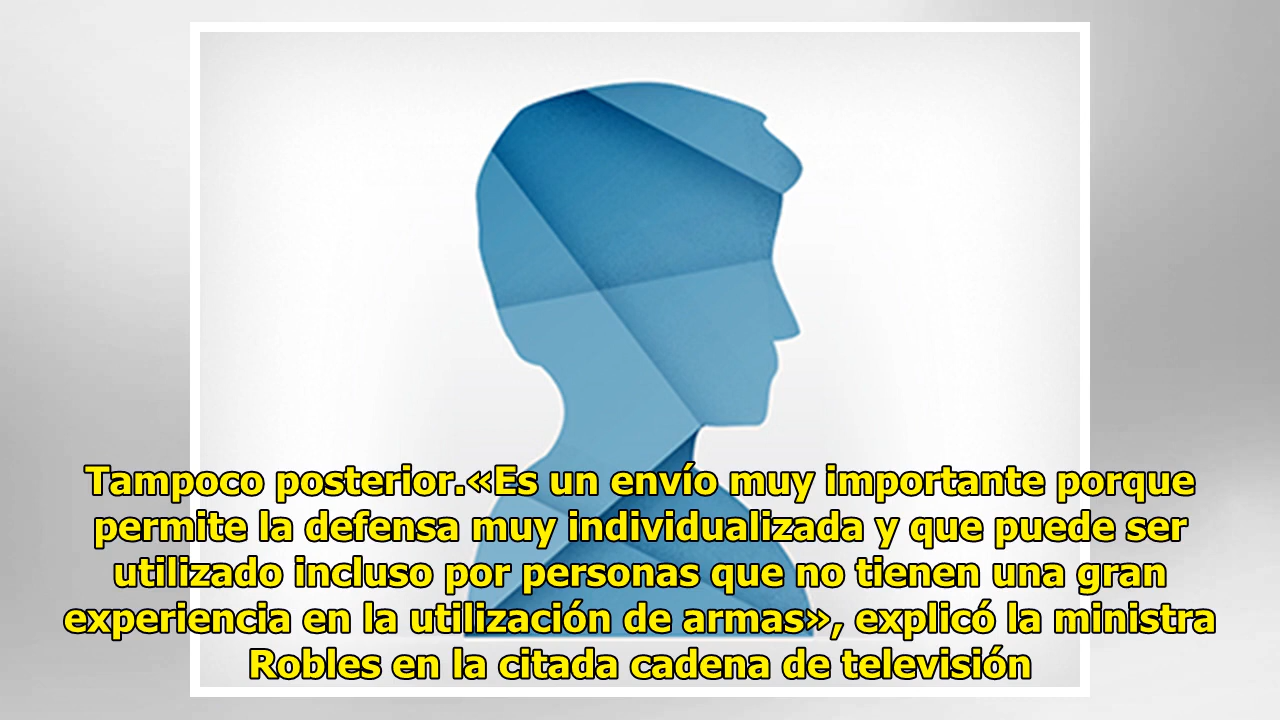 Tampoco posterior.«Es un envío muy importante porque
permite la defensa muy individualizada y que puede ser
utilizado incluso por personas que no tienen una gran
experiencia en la utilización de armas», explicó la ministra
Robles en la citada cadena de televisión